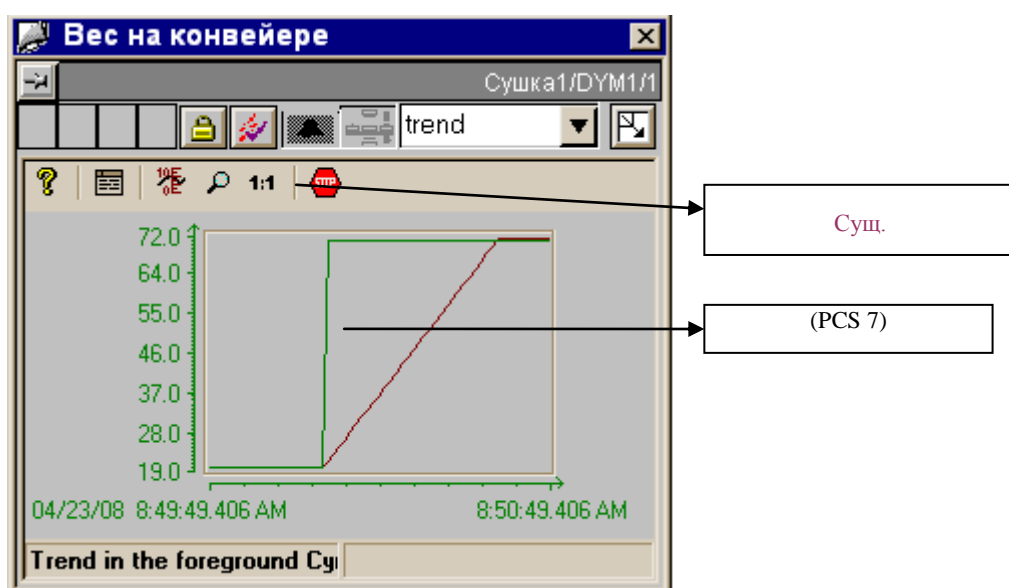 Вес на конвейере
Сушка1/DYM1/1
trend
1:1
STOP
Сущ.
(PCS 7)
72.0
64.0
55.0
46.0
37.0
28.0
19.0
04/23/08 8:49:49.406 AM 8:50:49.406 AM
Trend in the foreground Су